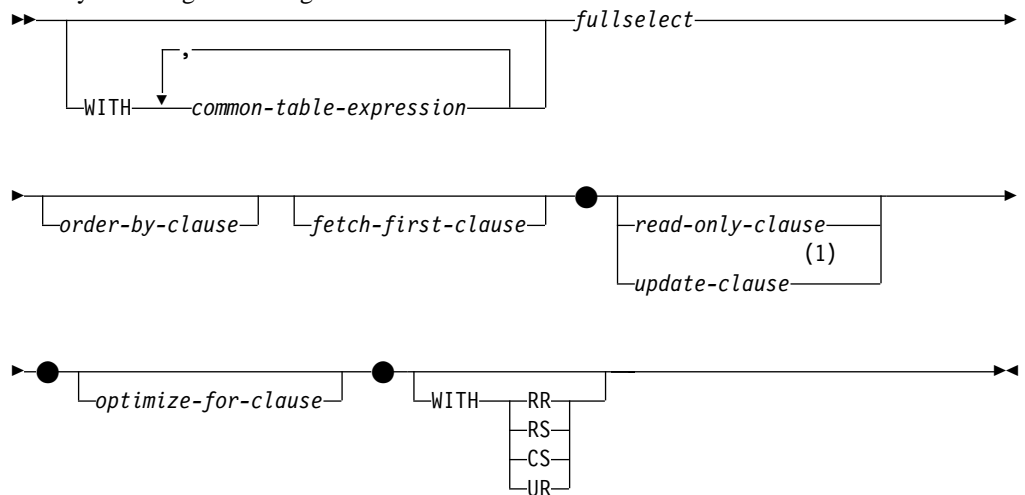 fullselect
,
WITH common-table-expression
order-by-clause fetch-first-clause read-only-clause
(1)
update-clause
optimize-for-clause WITH RR
RS
CS
UR